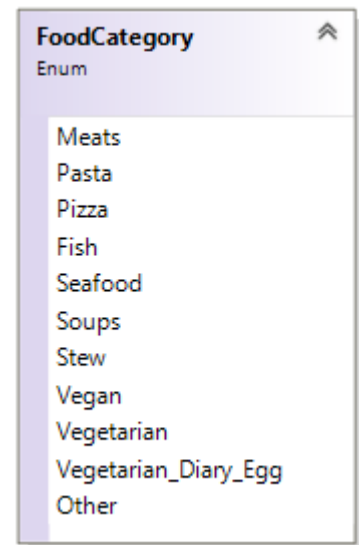 FoodCategory
Enum
Meats
Pasta
Pizza
Fish
Seafood
Soups
Stew
Vegan
Vegetarian
Vegetarian_Diary_Egg
Other